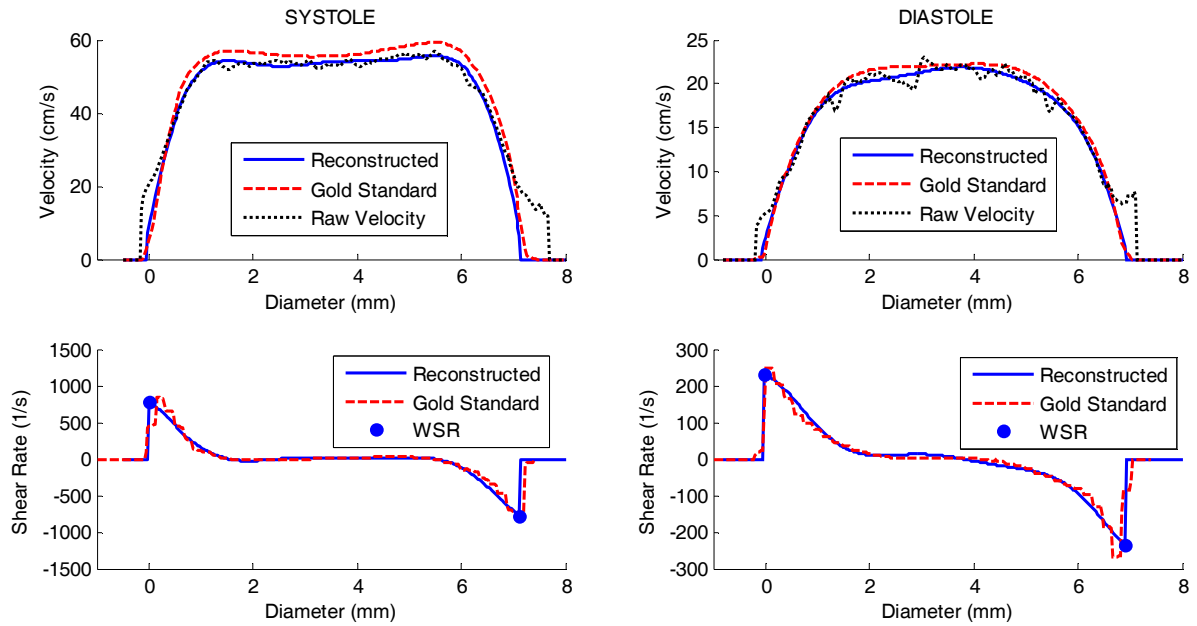 SYSTOLE
60
40
20
0
Velocity (cm/s)
Reconstructed
Gold Standard
Raw Velocity
0 2 4 6 8
Diameter (mm)
DIASTOLE
25
20
15
10
5
0
Velocity (cm/s)
Reconstructed
Gold Standard
Raw Velocity
0 2 4 6 8
Diameter (mm)
1500
1000
500
0
-500
-1000
-1500
Shear Rate (1/s)
Reconstructed
Gold Standard
WSR
0 2 4 6 8
Diameter (mm)
300
200
100
0
-100
-200
-300
Shear Rate (1/s)
Reconstructed
Gold Standard
WSR
0 2 4 6 8
Diameter (mm)